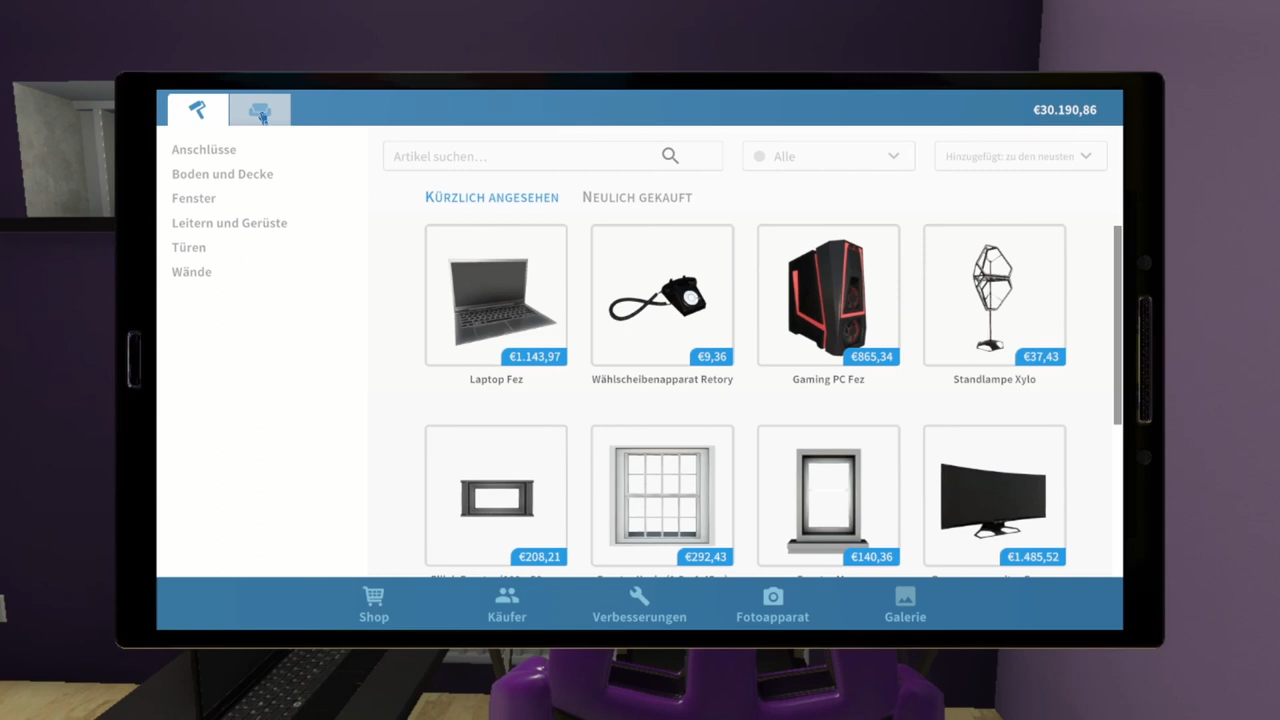 €30.190,86
Anschlüsse
Boden und Decke
Fenster
Leitern und Gerüste
Türen
Wände
Artikel suchen...
Alle
Hinzugefügt: zu den neusten
KÜRZLICH ANGESEHEN
NEULICH GEKAUFT
€1.143,97
€9,36
€865,34
€37,43
Laptop Fez
Wählscheibenapparat Retory
Gaming PC Fez
Standlampe Xylo
€208,21
€292,43
€140,36
€1.485,52
Shop
Käufer
Verbesserungen
Fotoapparat
Galerie